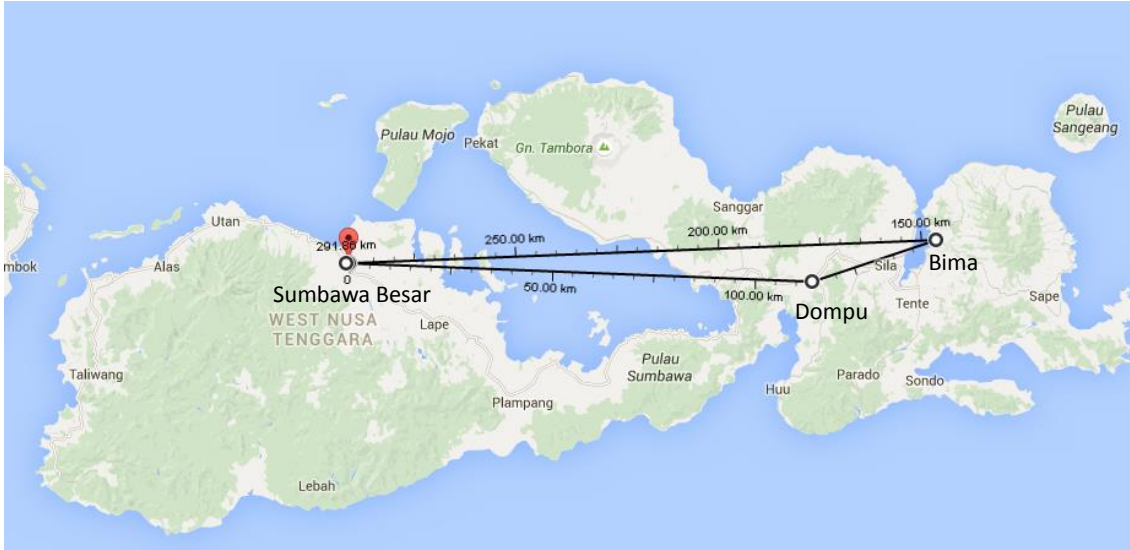 Pulau
Sangeang
Pulau Mojo
Pekat
Gn. Tambora
Sanggar
Utan
150.00 km
200.00 km
250.00 km
291.86 km
Bima
Sila
mbok
Alas
0
50.00 km
100.00 km
Sumbawa Besar
Dompu
Tente
Sape
WEST NUSA
TENGGARA
Lape
Pulau
Sumbawa
Taliwang
Huu
Parado
Sondo
Plampang
Lebah